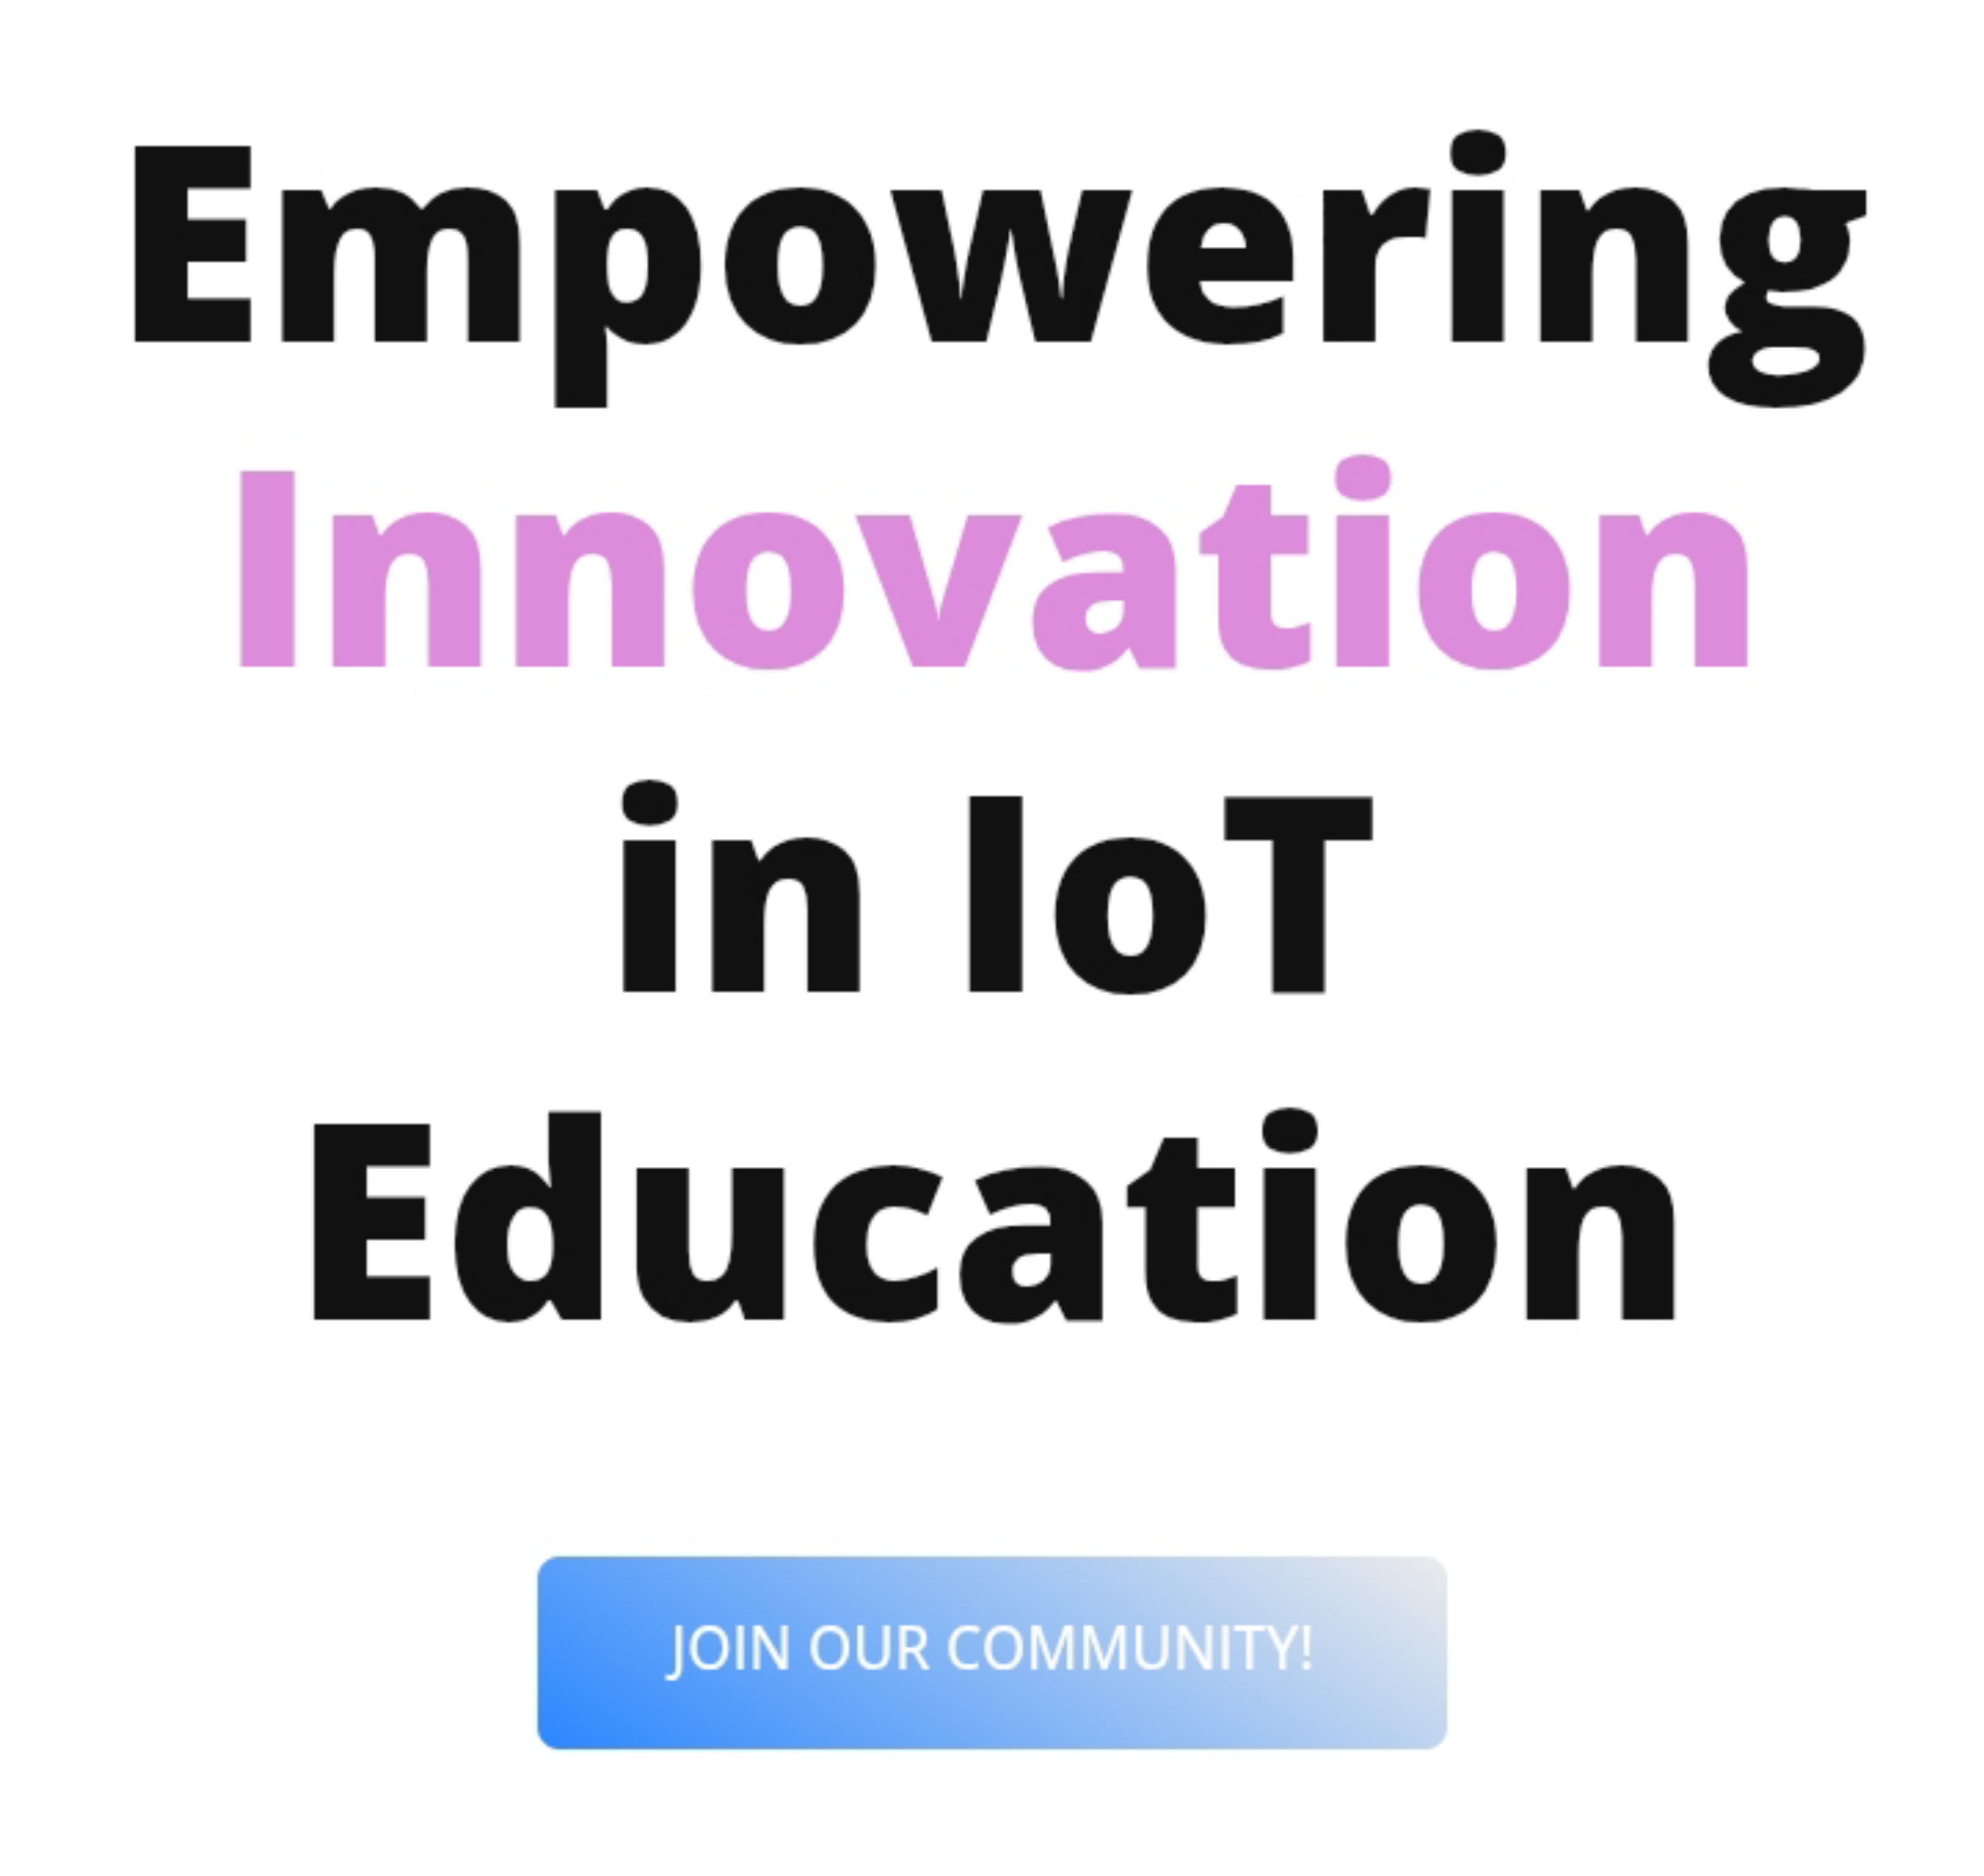 Empowering
Innovation
in IoT
Education
JOIN OUR COMMUNITY!